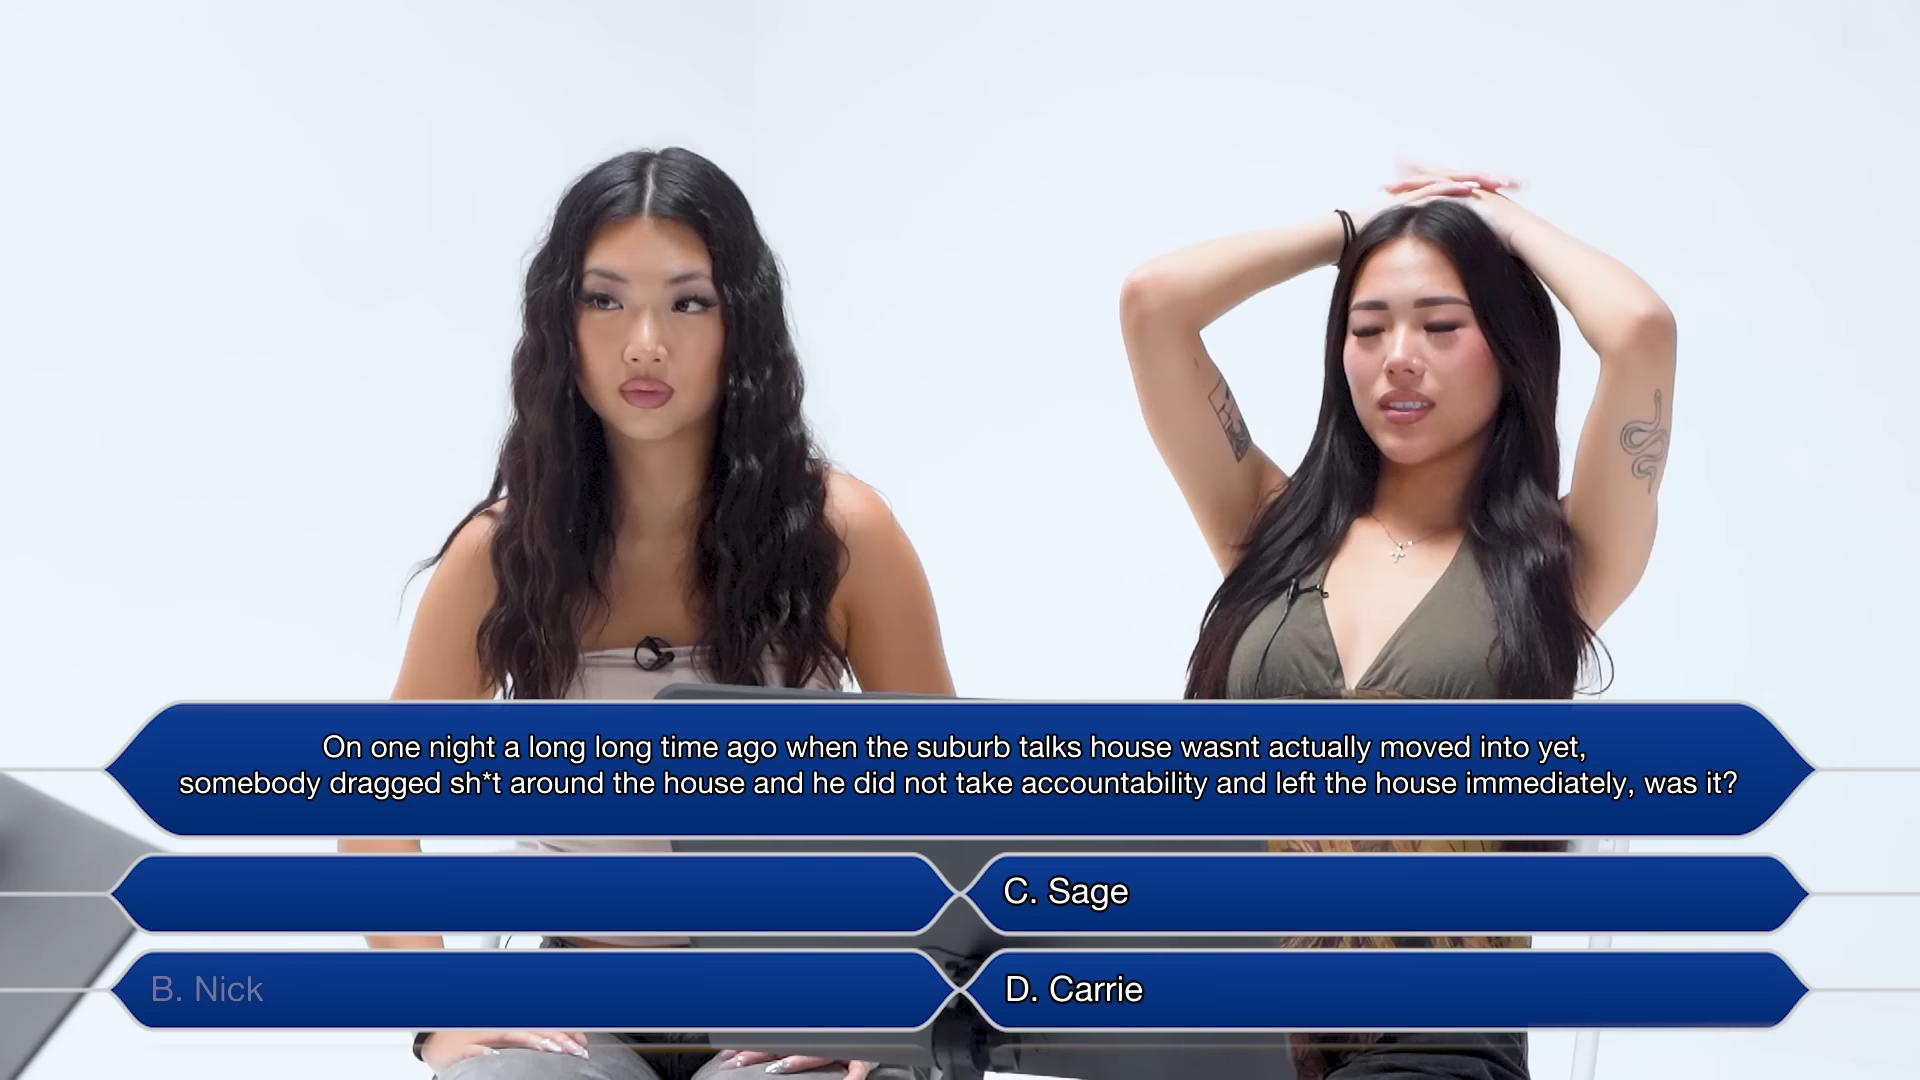 On one night a long long time ago when the suburb talks house wasnt actually moved into yet,
somebody dragged sh*t around the house and he did not take accountability and left the house immediately, was it?
C. Sage
B. Nick
D. Carrie